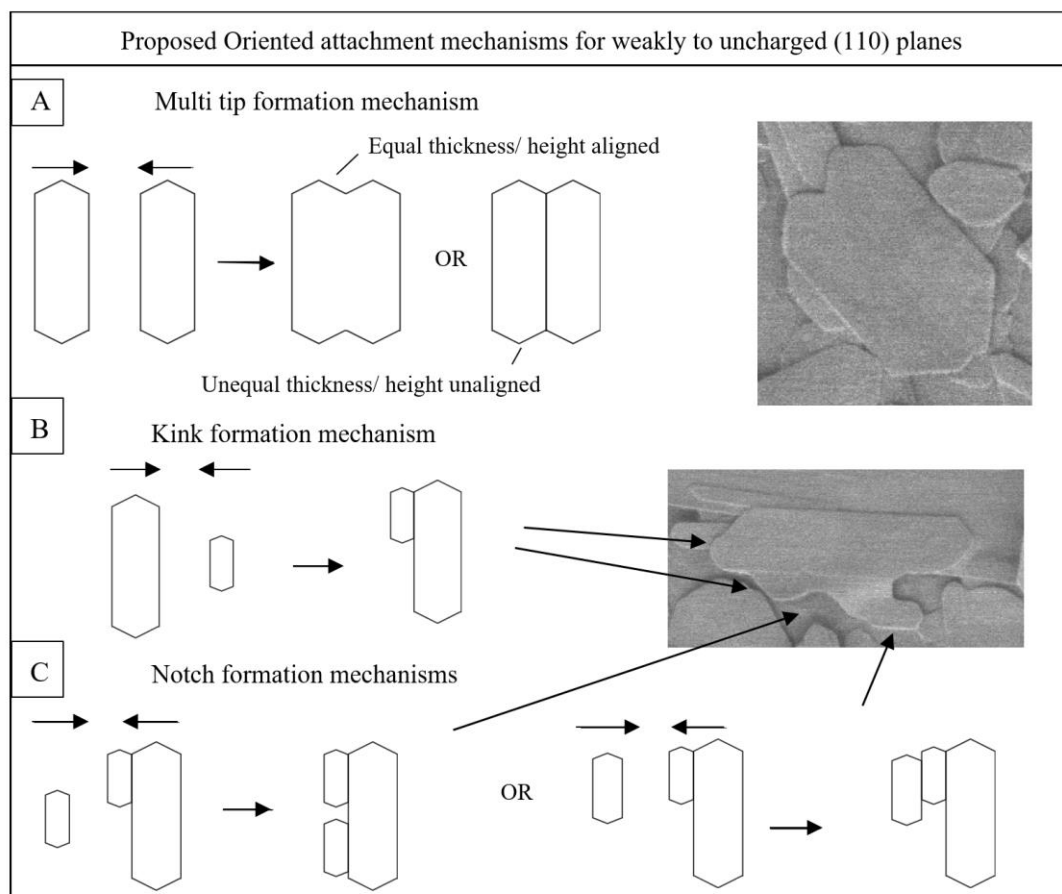 Proposed Oriented attachment mechanisms for weakly to uncharged (110) planes
A
Multi tip formation mechanism
Equal thickness/ height aligned
OR
Unequal thickness/ height unaligned
B
Kink formation mechanism
C
Notch formation mechanisms
OR